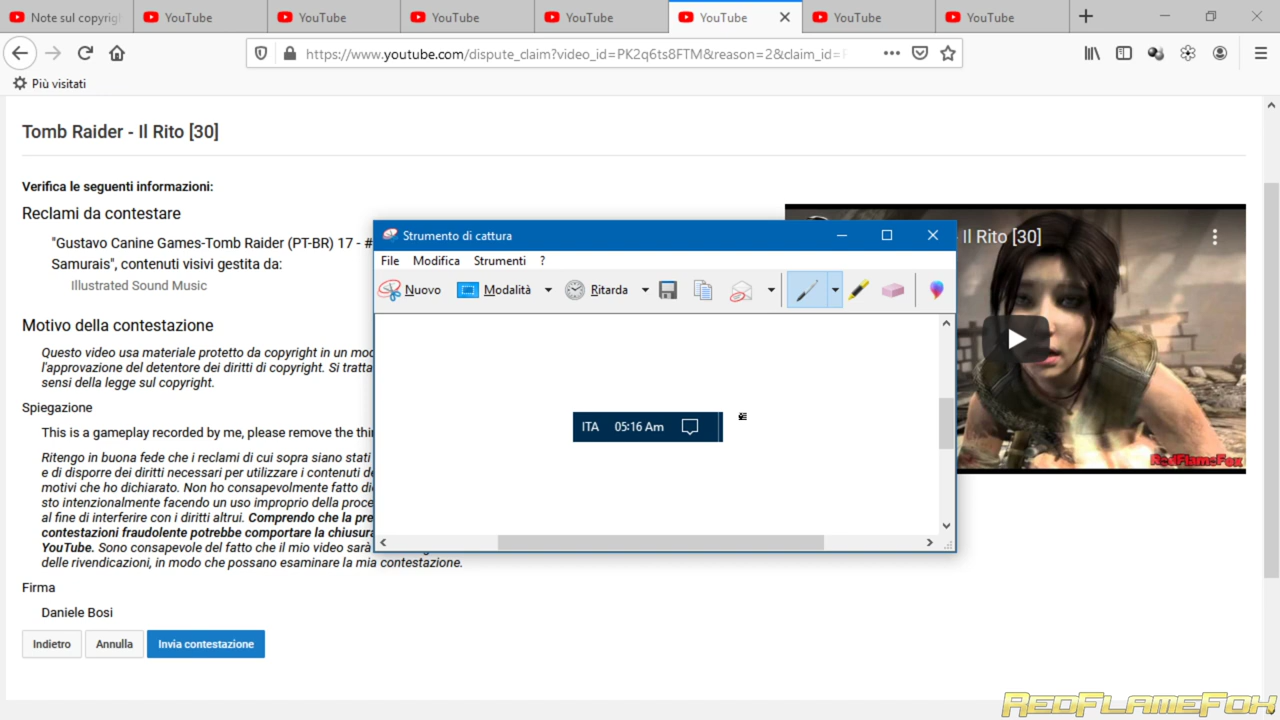 Note sul copyrig
YouTube
YouTube
YouTube
YouTube
YouTube
YouTube
YouTube
https://www.youtube.com/dispute_claim?video_id=PK2q6ts8FTM&reason=2&claim_id=
Più visitati
Tomb Raider - Il Rito [30]
Verifica le seguenti informazioni:
Reclami da contestare
"Gustavo Canine Games-Tomb Raider (PT-BR) 17 - #
Samurais", contenuti visivi gestita da:
Illustrated Sound Music
Motivo della contestazione
Questo video usa materiale protetto da copyright in un mo
l'approvazione del detentore dei diritti di copyright. Si tratta
sensi della legge sul copyright.
Spiegazione
This is a gameplay recorded by me, please remove the thi
Ritengo in buona fede che i reclami di cui sopra siano stati
e di disporre dei diritti necessari per utilizzare i contenuti de
motivi che ho dichiarato. Non ho consapevolmente fatto di
sto intenzionalmente facendo un uso improprio della proce
al fine di interferire con i diritti altrui. Comprendo che la pre
contestazioni fraudolente potrebbe comportare la chiusura
YouTube. Sono consapevole del fatto che il mio video sarà
delle rivendicazioni, in modo che possano esaminare la mia contestazione.
Firma
Daniele Bosi
Indietro
Annulla
Invia contestazione
Strumento di cattura
File
Modifica
Strumenti
?
Nuovo
Modalità
Ritarda
ITA
05:16 Am
Il Rito [30]
RedFlameFox
RedFlameFox